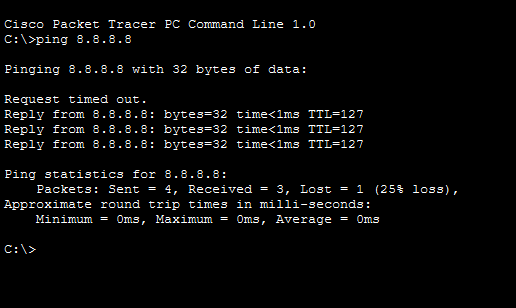 Cisco Packet Tracer PC Command Line 1.0
C:\>ping 8.8.8.8
Pinging 8.8.8.8 with 32 bytes of data:
Request timed out.
Reply from 8.8.8.8: bytes=32 time<1ms TTL=127
Reply from 8.8.8.8: bytes=32 time<1ms TTL=127
Reply from 8.8.8.8: bytes=32 time<1ms TTL=127
Ping statistics for 8.8.8.8:
Packets: Sent = 4, Received = 3, Lost = 1 (25% loss),
Approximate round trip times in milli-seconds:
Minimum = 0ms, Maximum = 0ms, Average = 0ms
C:\>